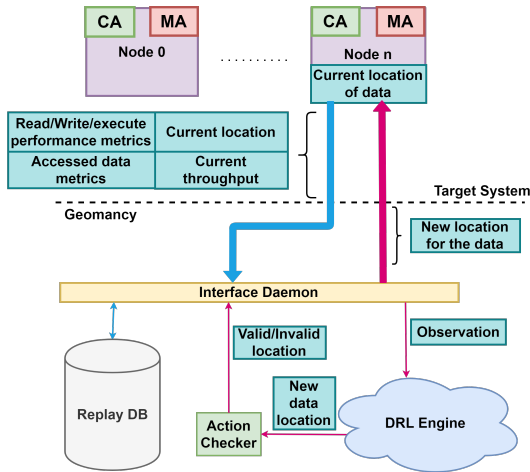 CA
MA
CA
MA
Node 0
..........
Node n
Current location
of data
Read/Write/execute
performance metrics
Current location
Accessed data
metrics
Current
throughput
Target System
Geomancy
New location
for the data
Interface Daemon
Valid/Invalid
location
Observation
Replay DB
New
data
location
Action
Checker
DRL Engine